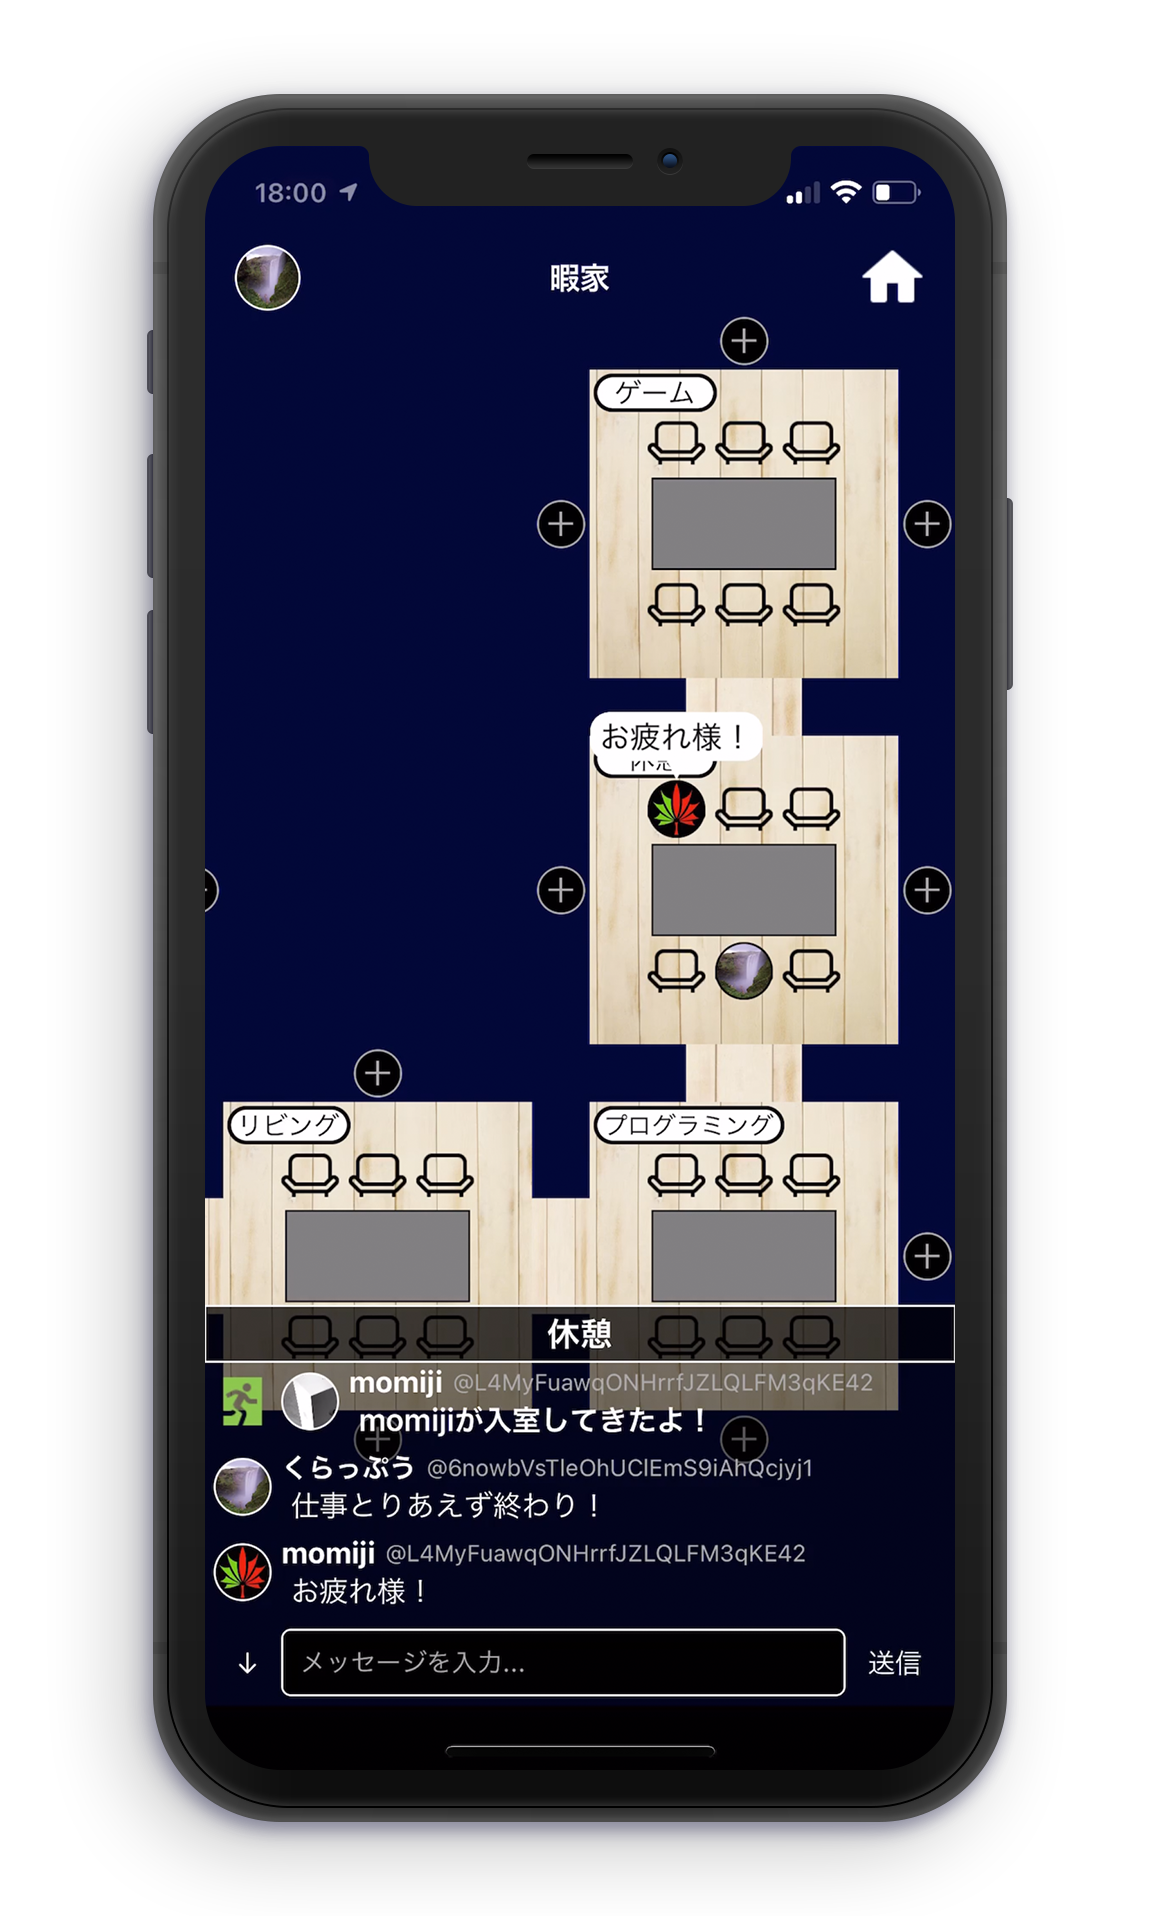 18:00
暇家
ゲーム
お疲れ様！
リビング
プログラミング
休憩
momiji @L4MyFuawqONHrrfJZLQLFM3qKE42
momijiが入室してきたよ！
くらっぷう @6nowbVsTleOhUClEmS9iAhQcjyj1
仕事とりあえず終わり！
momiji @L4MyFuawqONHrrfJZLQLFM3qKE42
お疲れ様！
メッセージを入力...
送信